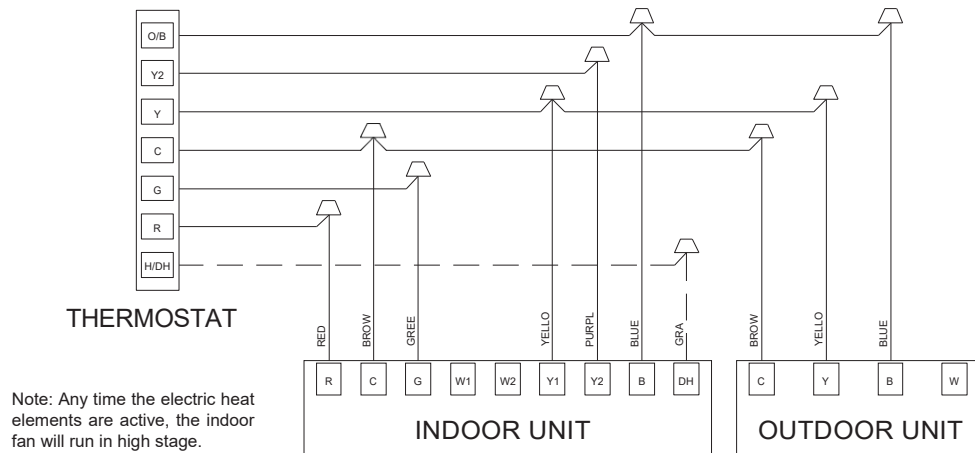 O/B
Y2
Y
C
G
R
H/DH
THERMOSTAT
RED
BROW
GREE
YELLO
PURPL
BLUE
GRA
BROW
YELLO
BLUE
R C G W1 W2 Y1 Y2 B DH
C Y B W
INDOOR UNIT
OUTDOOR UNIT
Note: Any time the electric heat
elements are active, the indoor
fan will run in high stage.